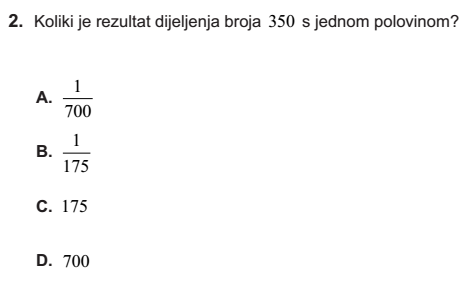 2. Koliki je rezultat dijeljenja broja 350 s jednom polovinom?
A. 1/700
B. 1/175
C. 175
D. 700